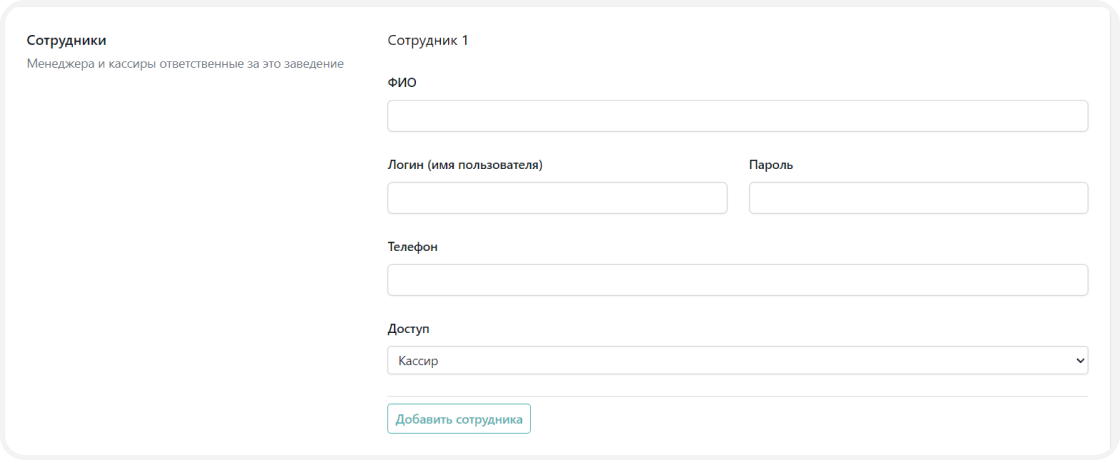 Сотрудники
Менеджера и кассиры ответственные за это заведение
Сотрудник 1
ФИО
Логин (имя пользователя)
Пароль
Телефон
Доступ
Кассир
Добавить сотрудника